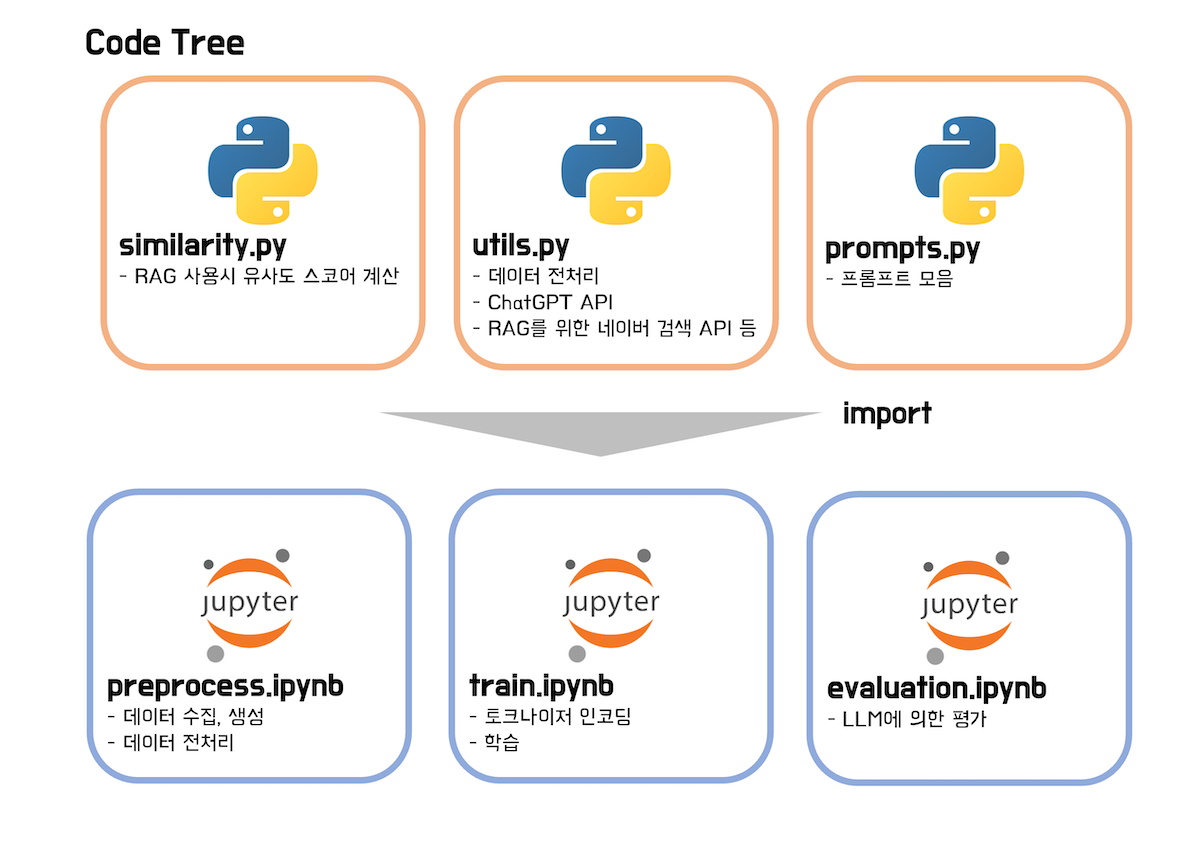 Code Tree
similarity.py
- RAG 사용시 유사도 스코어 계산
utils.py
- 데이터 전처리
- ChatGPT API
- RAG를 위한 네이버 검색 API 등
prompts.py
- 프롬프트 모음
import
jupyter
preprocess.ipynb
- 데이터 수집, 생성
- 데이터 전처리
jupyter
train.ipynb
- 토크나이저 인코딩
- 학습
jupyter
evaluation.ipynb
- LLM에 의한 평가